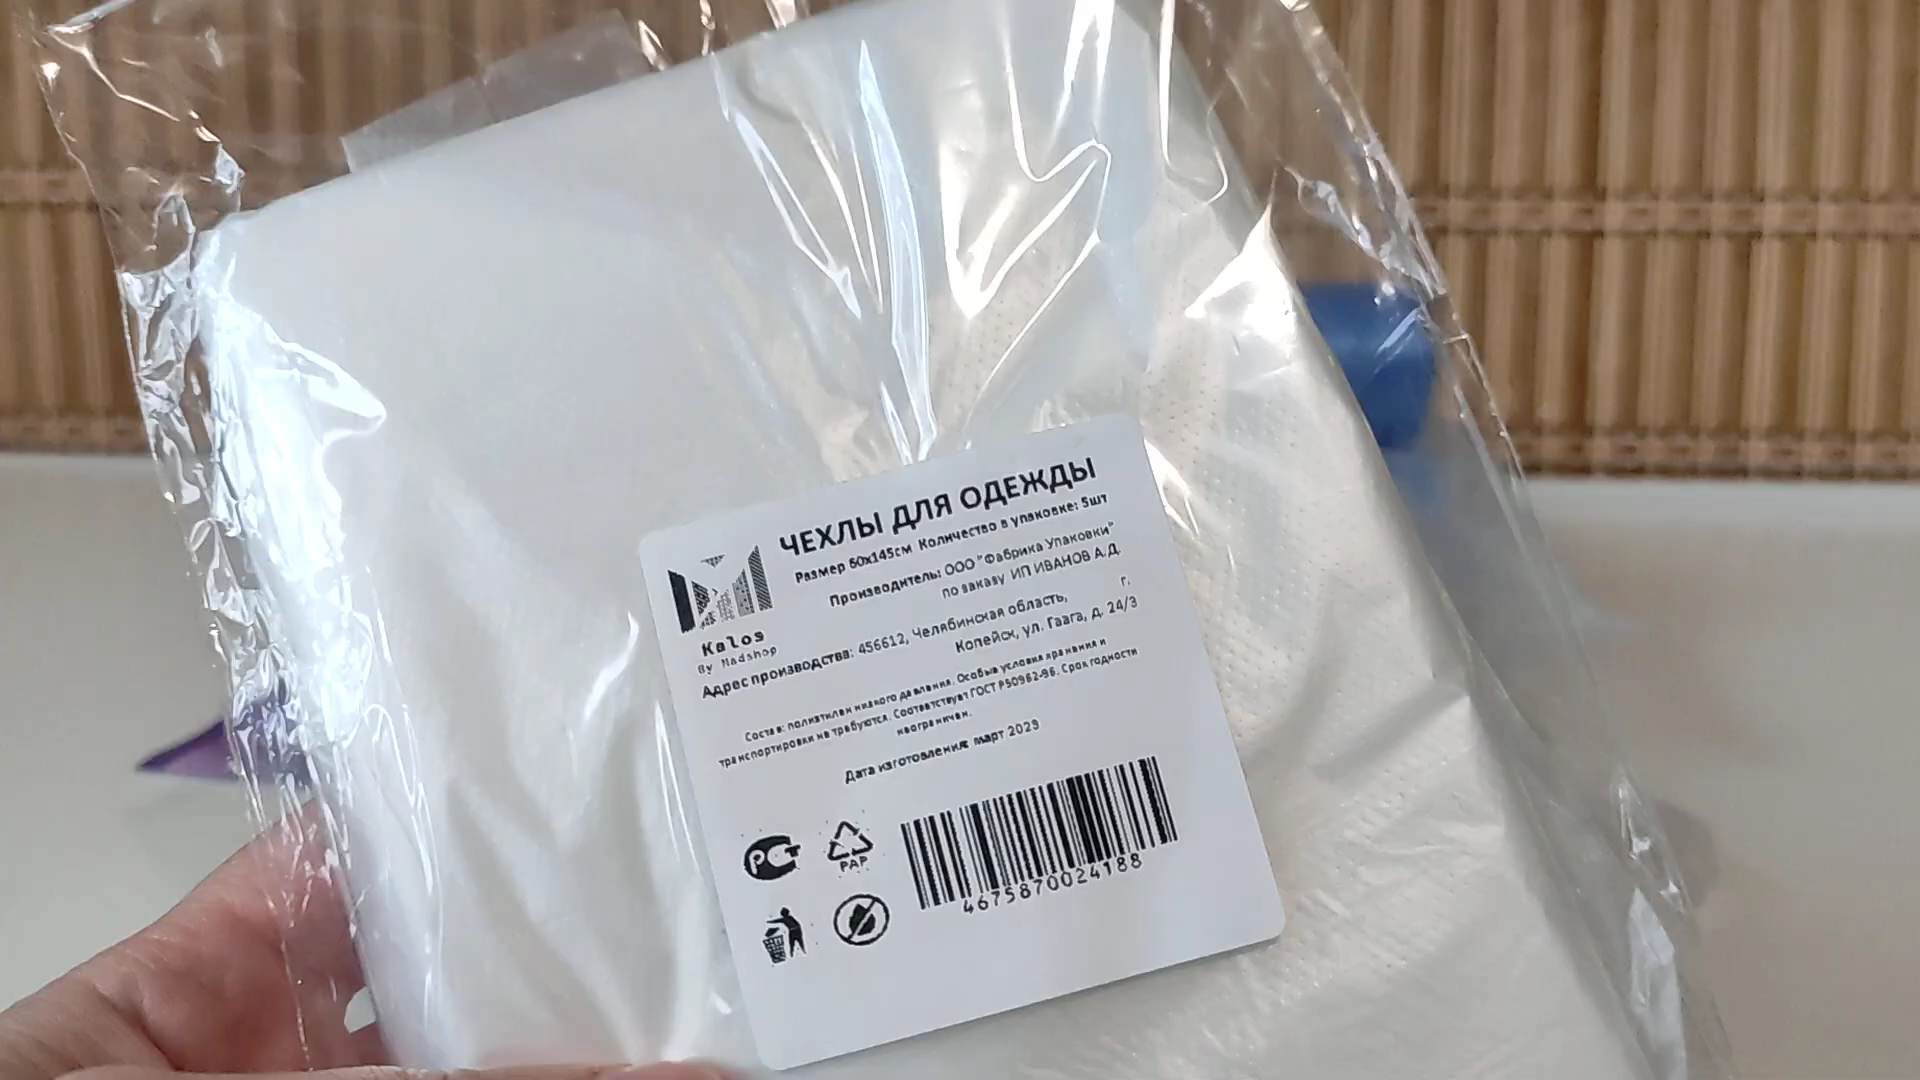 ЧЕХЛЫ ДЛЯ ОДЕЖДЫ
Размер 60х145см Количество в упаковке: 5шт
Производитель: ООО "Фабрика Упаковки"
по заказу ИП ИВАНОВ А.Д.
Kalos
By Madshop
Адрес производства: 456612, Челябинская область, г.
Копейск, ул. Гаага, д. 24/3
Состав: полиэтилен низкого давления. Особые условия хранения и
транспортировки не требуются. Соответствует ГОСТ Р50962-96. Срок годности
неограничен.
Дата изготовления: март 2023
РСТ
PAP
4675870024188